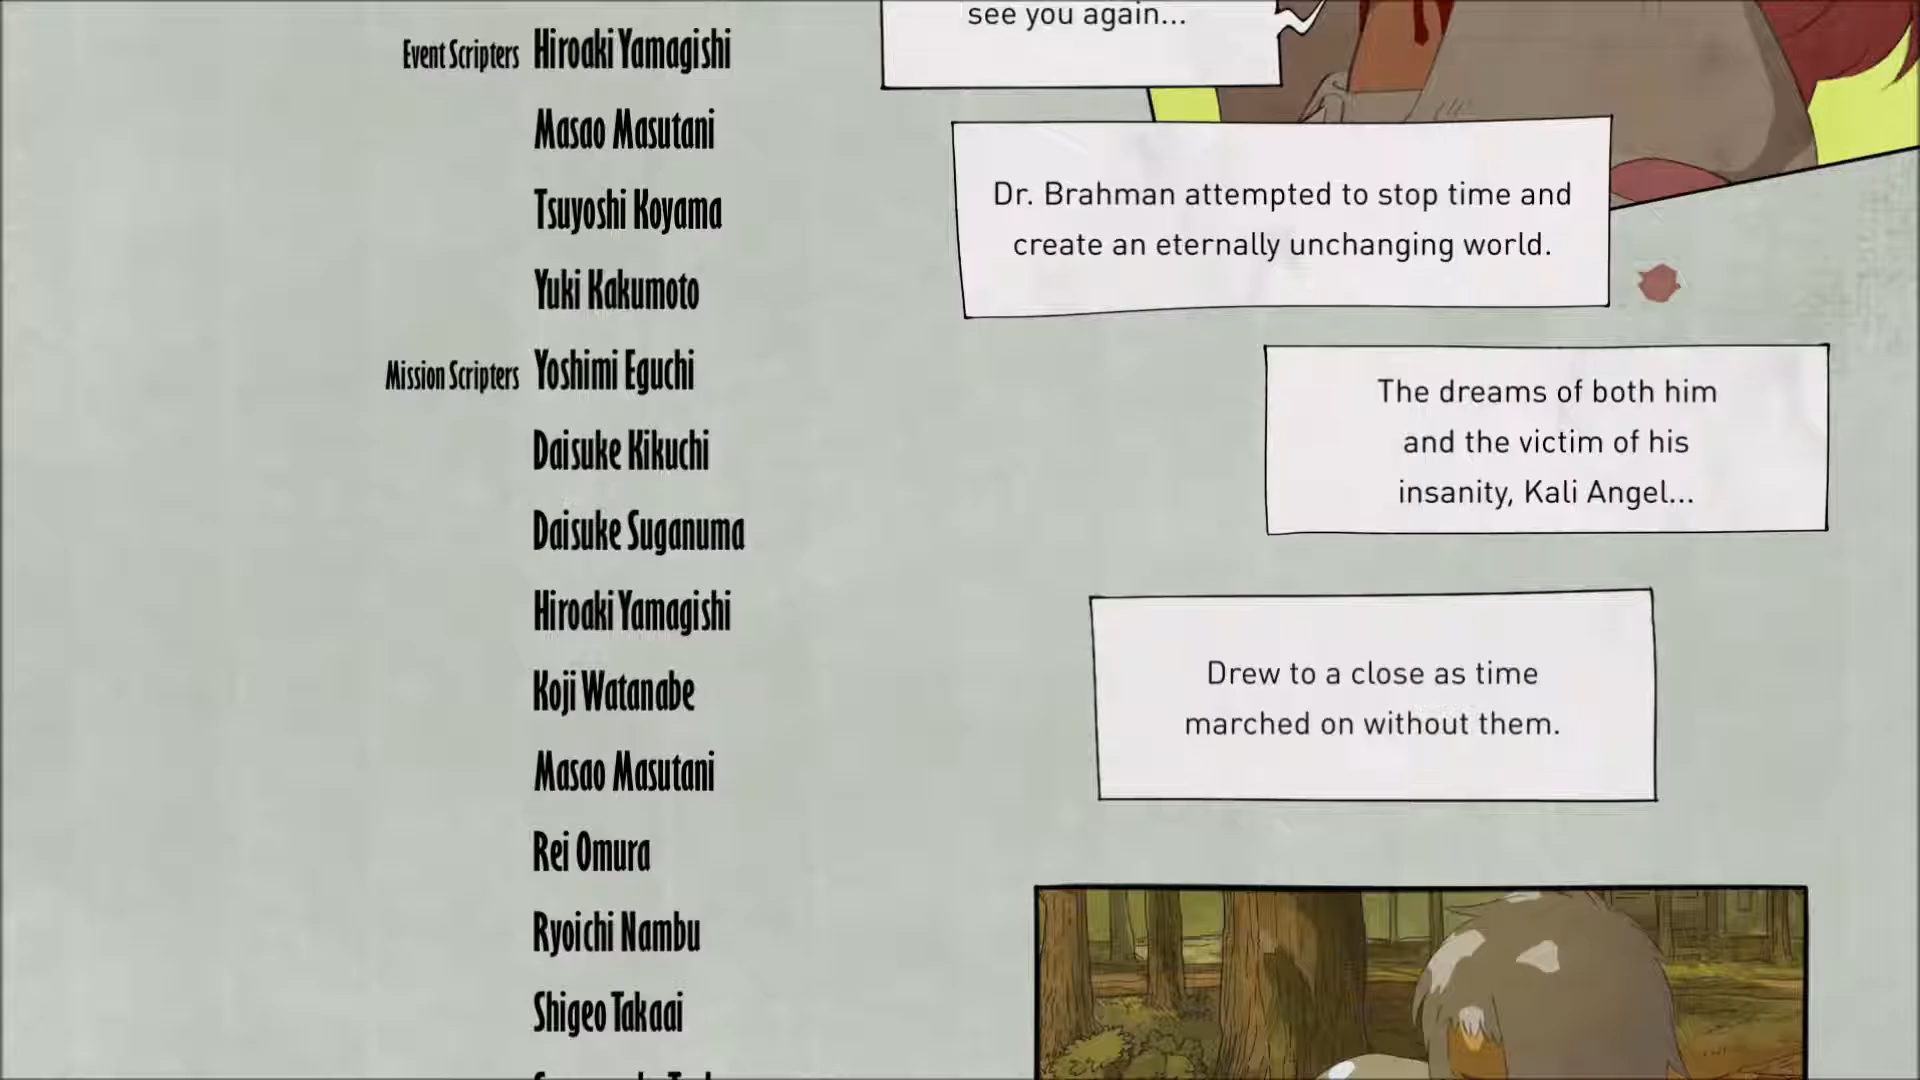 Event Scripters Hiroaki Yamagishi
Masao Masutani
Tsuyoshi Koyama
Yuki Kakumoto
Mission Scripters Yoshimi Eguchi
Daisuke Kikuchi
Daisuke Suganuma
Hiroaki Yamagishi
Koji Watanabe
Masao Masutani
Rei Omura
Ryoichi Nambu
Shigeo Takaai
see you again...
Dr. Brahman attempted to stop time and
create an eternally unchanging world.
The dreams of both him
and the victim of his
insanity, Kali Angel...
Drew to a close as time
marched on without them.